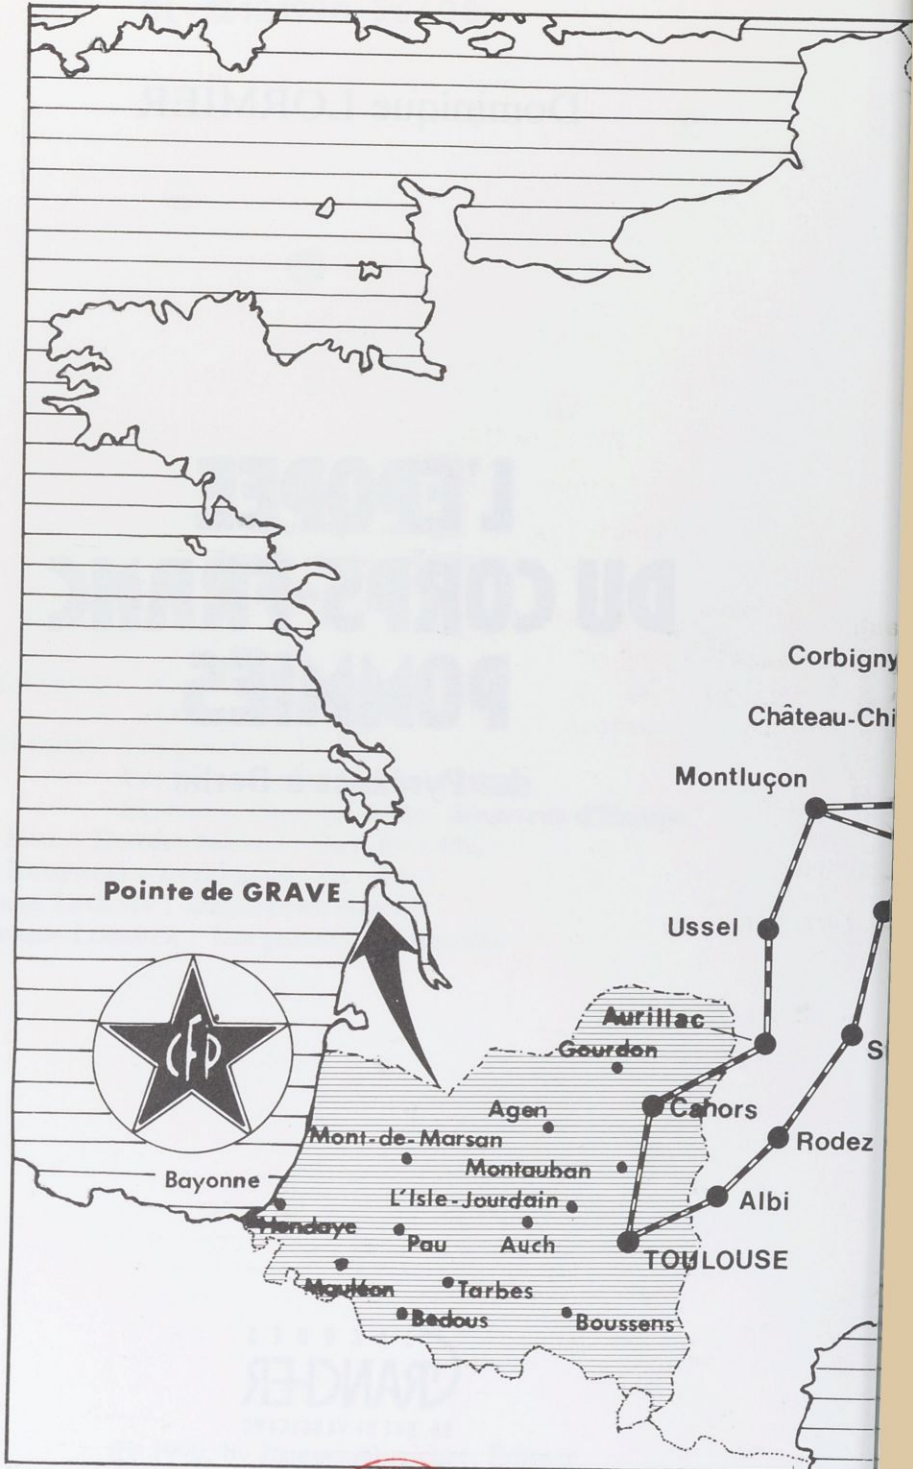 Corbigny
Château-Chi
Montluçon
Pointe de GRAVE
Ussel
CFP
Aurillac
Gourdon
S
Agen
Cahors
Mont-de-Marsan
Rodez
Montauban
Bayonne
L'Isle-Jourdain
Albi
Hendaye
Pau
Auch
TOULOUSE
Mauléon
Tarbes
Bedous
Boussens